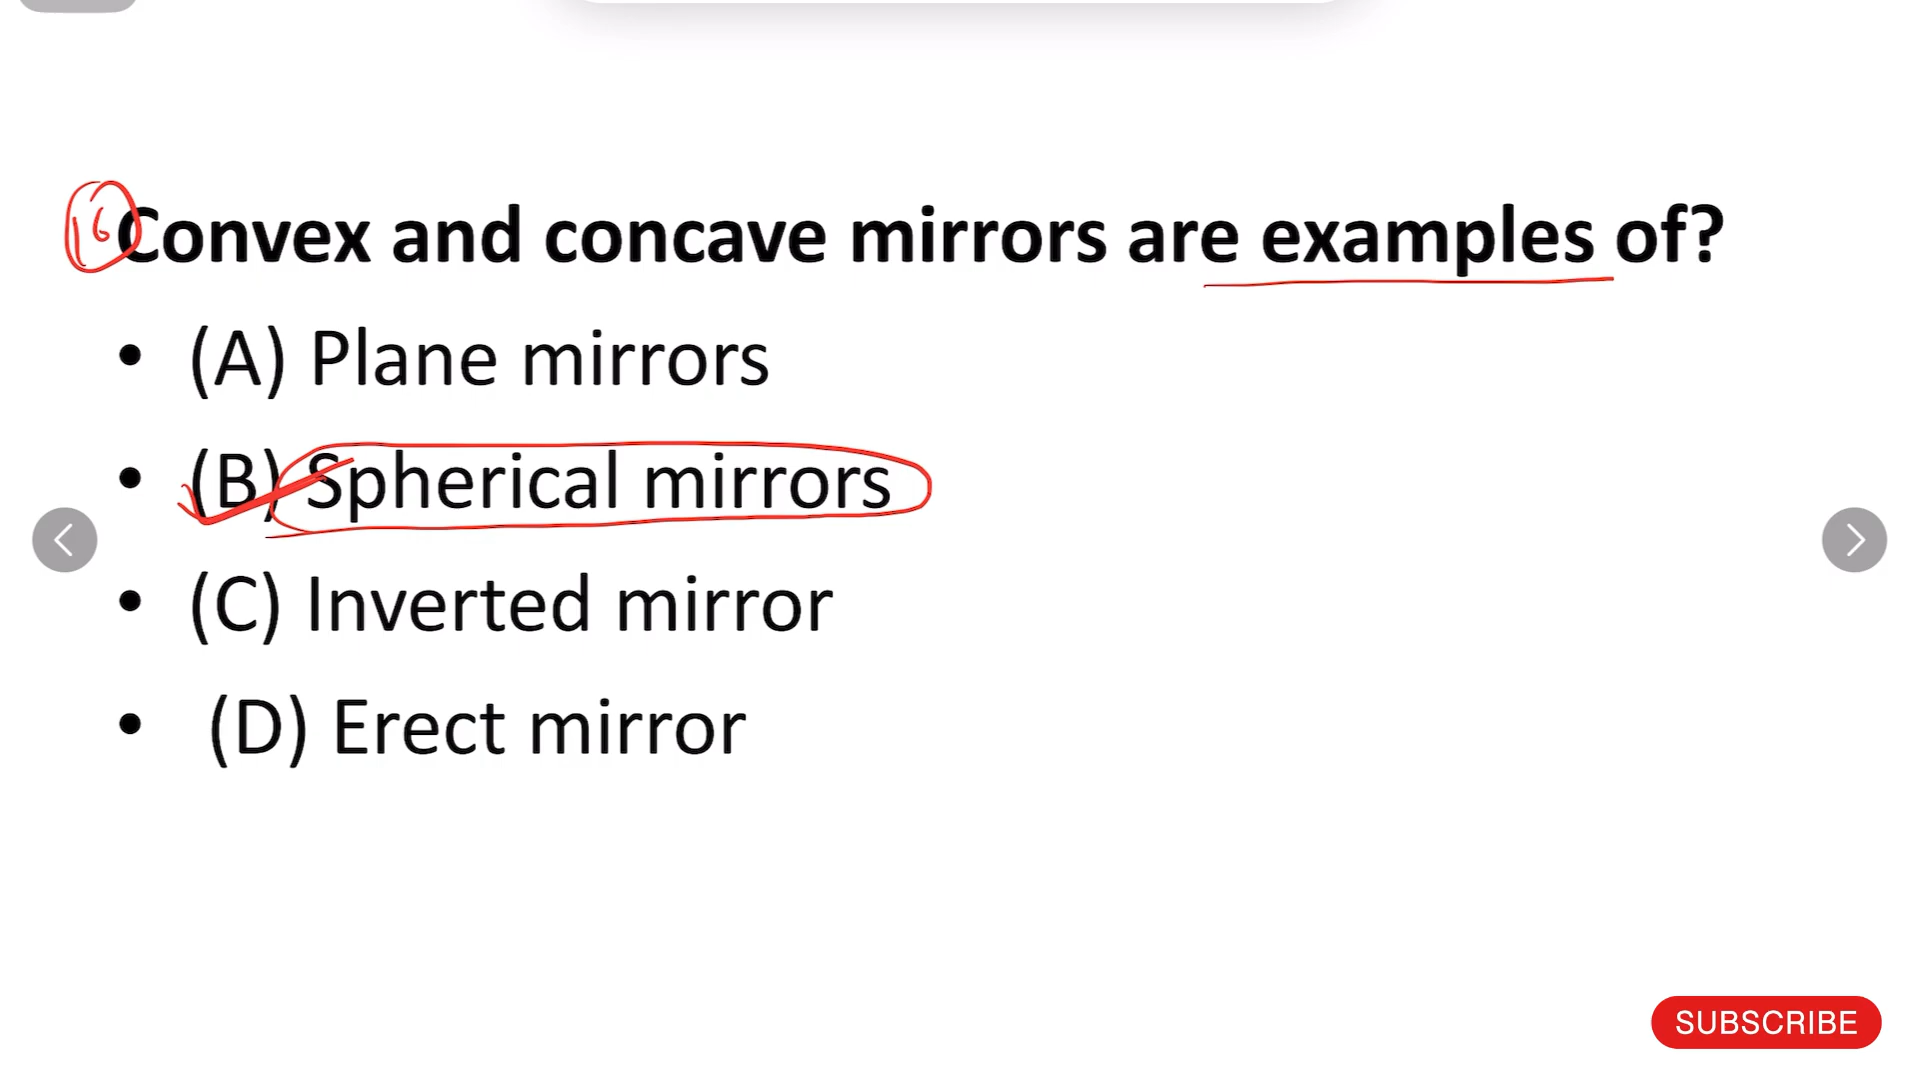 16
Convex and concave mirrors are examples of?
• (A) Plane mirrors
• (B) Spherical mirrors
• (C) Inverted mirror
• (D) Erect mirror
SUBSCRIBE